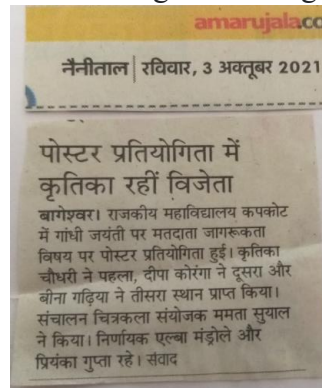 amarujala.co
नैनीताल | रविवार, 3 अक्तूबर 2021
पोस्टर प्रतियोगिता में
कृतिका रहीं विजेता
बागेश्वर। राजकीय महाविद्यालय कपकोट
में गांधी जयंती पर मतदाता जागरूकता
विषय पर पोस्टर प्रतियोगिता हुई। कृतिका
चौधरी ने पहला, दीपा कोरंगा ने दूसरा और
बीना गढ़िया ने तीसरा स्थान प्राप्त किया।
संचालन चित्रकला संयोजक ममता सुयाल
ने किया। निर्णायक एल्बा मंड्रोले और
प्रियंका गुप्ता रहे। संवाद